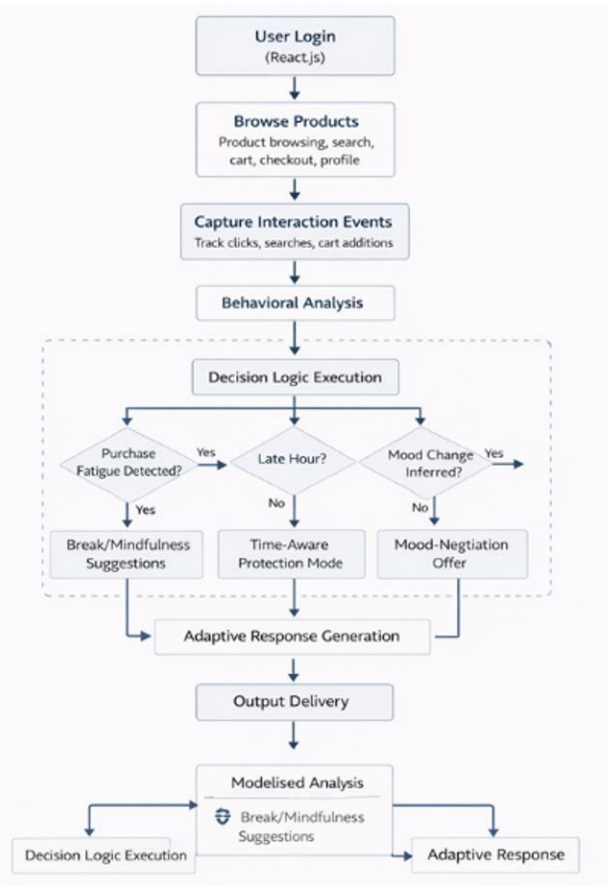 User Login
(React.js)
Browse Products
Product browsing, search,
cart, checkout, profile
Capture Interaction Events
Track clicks, searches, cart additions
Behavioral Analysis
Decision Logic Execution
Purchase
Fatigue Detected?
Yes
Late Hour?
Mood Change
Inferred?
Yes
Yes
No
No
Break/Mindfulness
Suggestions
Time-Aware
Protection Mode
Mood-Negtiation
Offer
Adaptive Response Generation
Output Delivery
Modelised Analysis
Break/Mindfulness
Suggestions
Decision Logic Execution
Adaptive Response